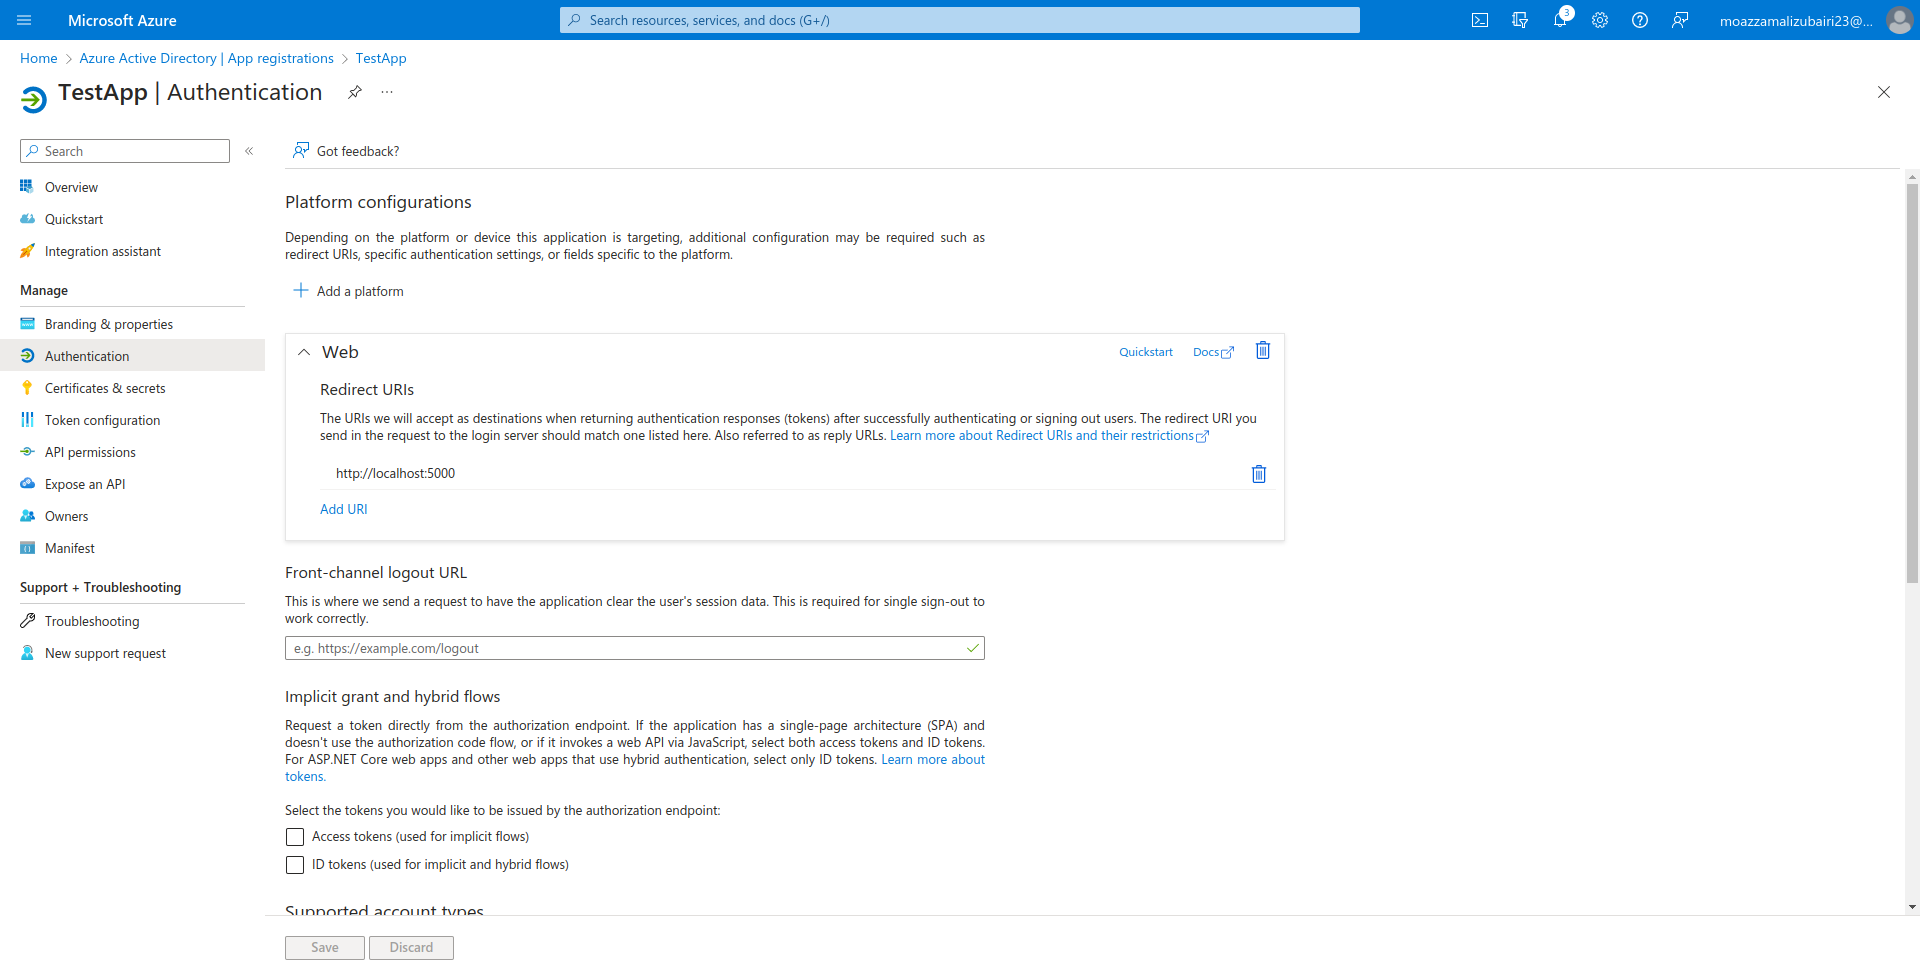 Microsoft Azure
Search resources, services, and docs (G+/)
3
moazzamalizubairi23@...
Home > Azure Active Directory | App registrations > TestApp
TestApp | Authentication
Search
Got feedback?
Overview
Quickstart
Integration assistant
Manage
Branding & properties
Authentication
Certificates & secrets
Token configuration
API permissions
Expose an API
Owners
Manifest
Support + Troubleshooting
Troubleshooting
New support request
Platform configurations
Depending on the platform or device this application is targeting, additional configuration may be required such as
redirect URIs, specific authentication settings, or fields specific to the platform.
Add a platform
Web
Quickstart
Docs
Redirect URIs
The URIs we will accept as destinations when returning authentication responses (tokens) after successfully authenticating or signing out users. The redirect URI you
send in the request to the login server should match one listed here. Also referred to as reply URLs. Learn more about Redirect URIs and their restrictions
http://localhost:5000
Add URI
Front-channel logout URL
This is where we send a request to have the application clear the user's session data. This is required for single sign-out to
work correctly.
e.g. https://example.com/logout
Implicit grant and hybrid flows
Request a token directly from the authorization endpoint. If the application has a single-page architecture (SPA) and
doesn't use the authorization code flow, or if it invokes a web API via JavaScript, select both access tokens and ID tokens.
For ASP.NET Core web apps and other web apps that use hybrid authentication, select only ID tokens. Learn more about
tokens.
Select the tokens you would like to be issued by the authorization endpoint:
Access tokens (used for implicit flows)
ID tokens (used for implicit and hybrid flows)
Supported account types
Save
Discard